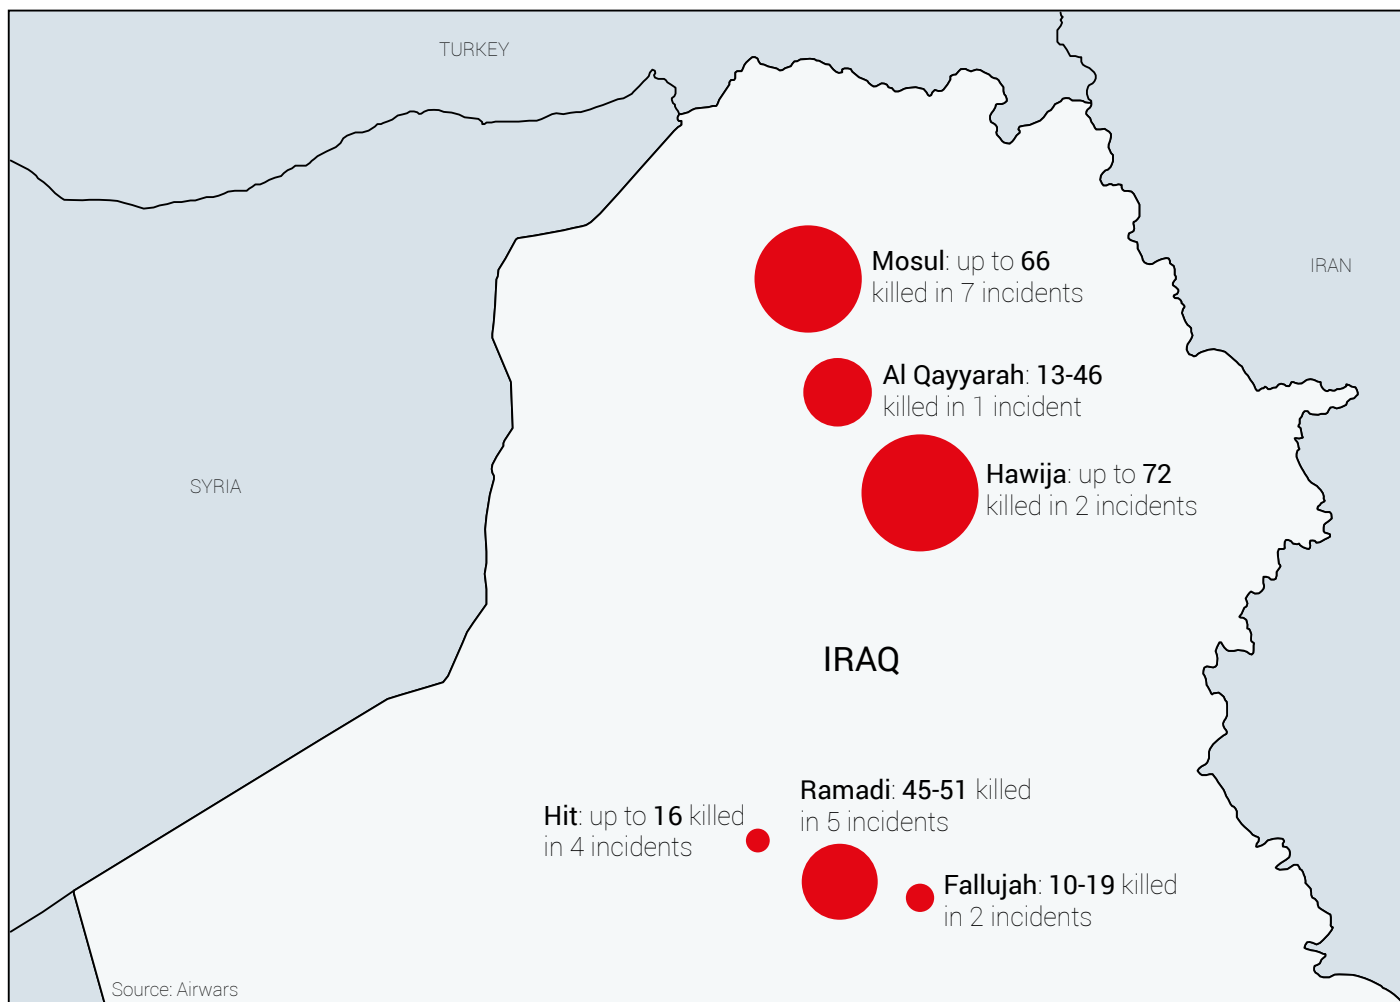 TURKEY
Mosul: up to 66
killed in 7 incidents
IRAN
Al Qayyarah: 13-46
killed in 1 incident
Hawija: up to 72
killed in 2 incidents
SYRIA
IRAQ
Ramadi: 45-51 killed
in 5 incidents
Hit: up to 16 killed
in 4 incidents
Fallujah: 10-19 killed
in 2 incidents
Source: Airwars